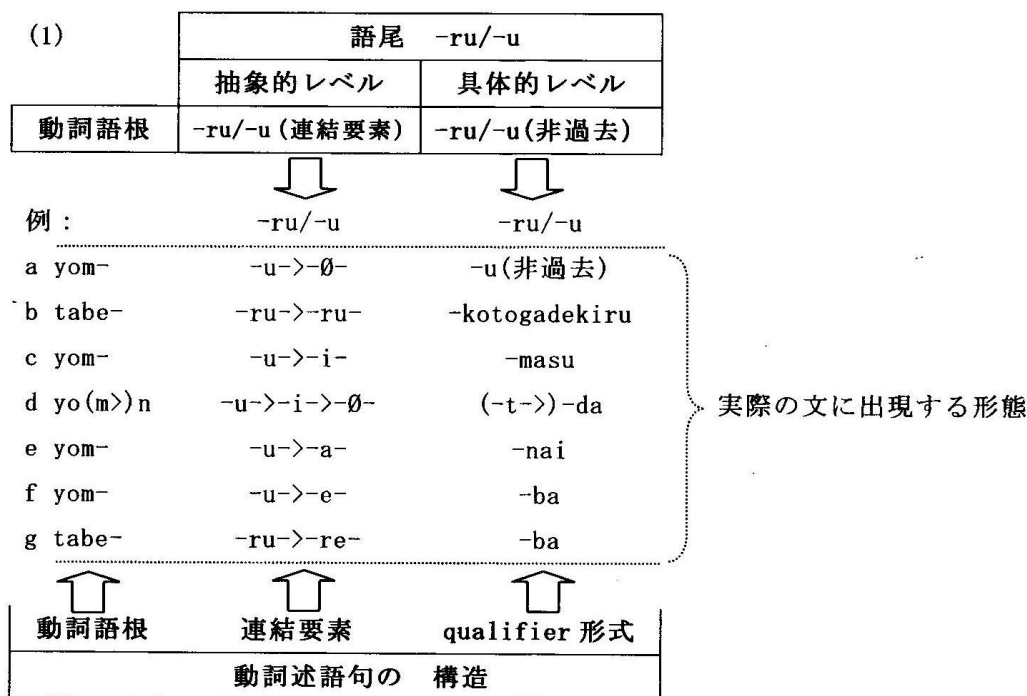 (1) 語尾 -ru/-u
抽象的レベル 具体的レベル
動詞語根 -ru/-u(連結要素) -ru/-u(非過去)
例： -ru/-u -ru/-u
a yom- -u->-Ø- -u(非過去)
b tabe- -ru->-ru- -kotogadekiru
c yom- -u->-i- -masu
d yo(m>)n -u->-i->-Ø- (-t->)-da
実際の文に出現する形態
e yom- -u->-a- -nai
f yom- -u->-e- -ba
g tabe- -ru->-re- -ba
動詞語根 連結要素 qualifier 形式
動詞述語句の 構造